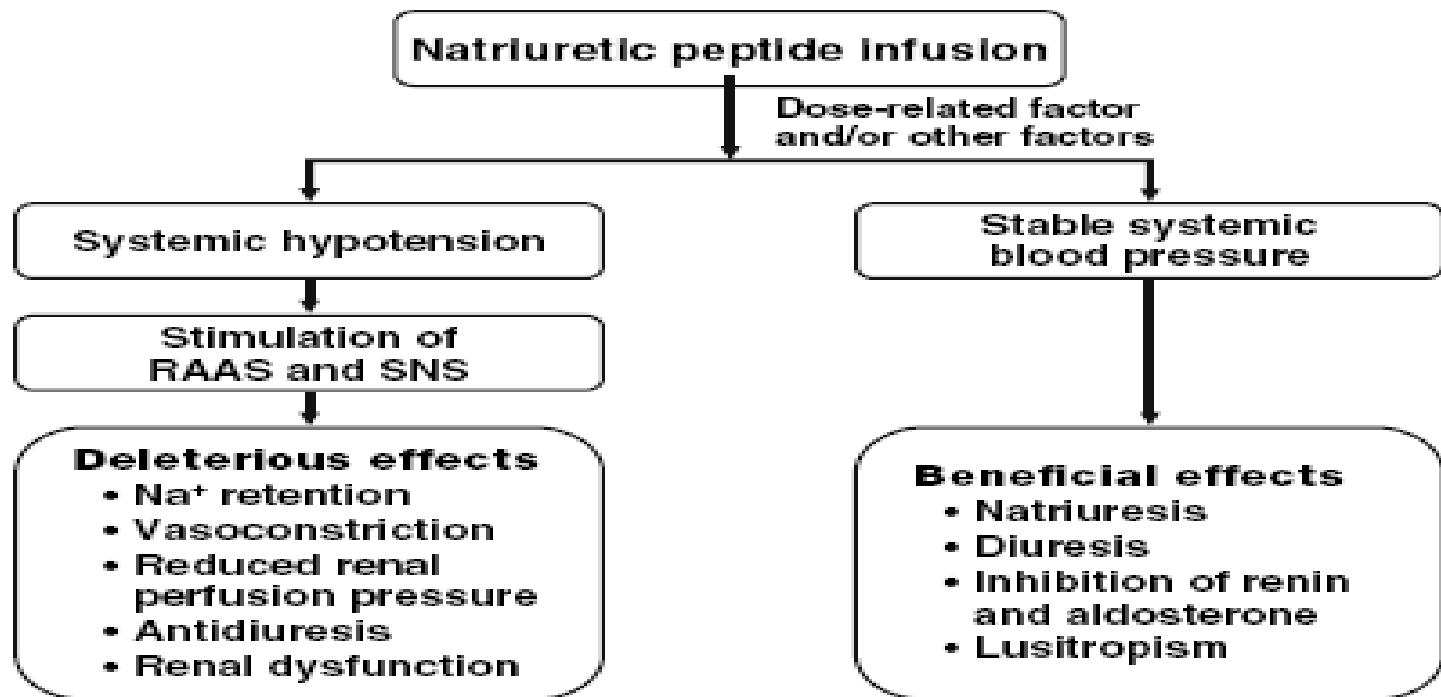 Natriuretic peptide infusion
Dose-related factor
and/or other factors
Systemic hypotension
Stable systemic
blood pressure
Stimulation of
RAAS and SNS
Deleterious effects
• Na⁺ retention
• Vasoconstriction
• Reduced renal
perfusion pressure
• Antidiuresis
• Renal dysfunction
Beneficial effects
• Natriuresis
• Diuresis
• Inhibition of renin
and aldosterone
• Lusitropism